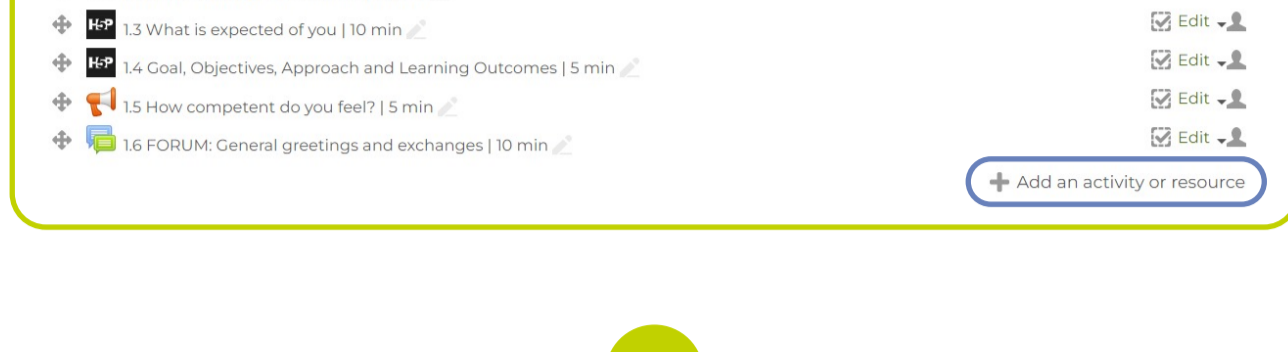 H-P 1.3 What is expected of you | 10 min Edit
H-P 1.4 Goal, Objectives, Approach and Learning Outcomes | 5 min Edit
1.5 How competent do you feel? | 5 min Edit
1.6 FORUM: General greetings and exchanges | 10 min Edit
Add an activity or resource